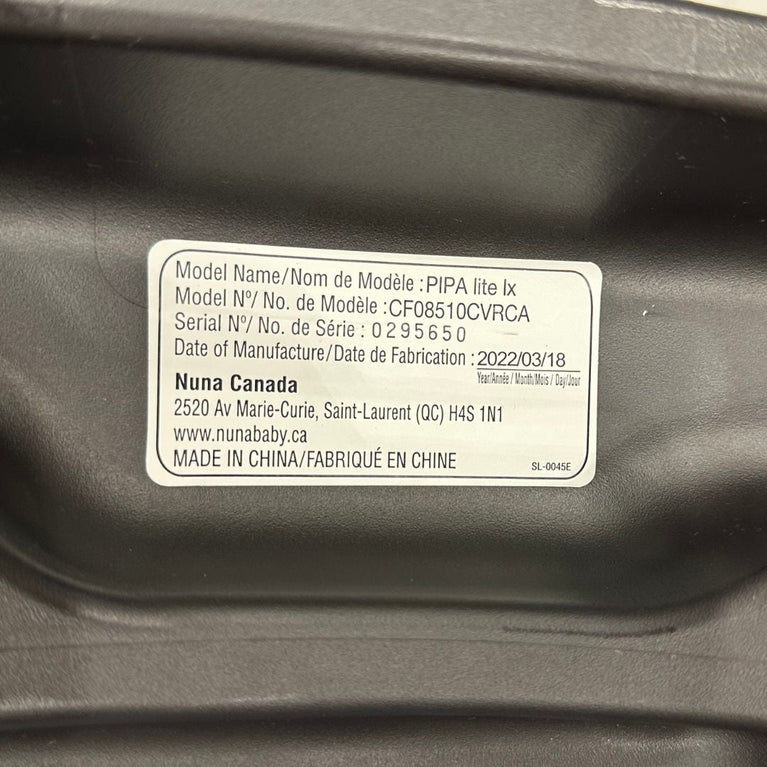 Model Name/Nom de Modèle : PIPA lite lx
Model Nº/ No. de Modèle : CF08510CVRCA
Serial Nº/ No. de Série : 0295650
Date of Manufacture/Date de Fabrication : 2022/03/18
Year/Année / Month/Mois / Day/Jour
Nuna Canada
2520 Av Marie-Curie, Saint-Laurent (QC) H4S 1N1
www.nunababy.ca
MADE IN CHINA/FABRIQUÉ EN CHINE SL-0045E